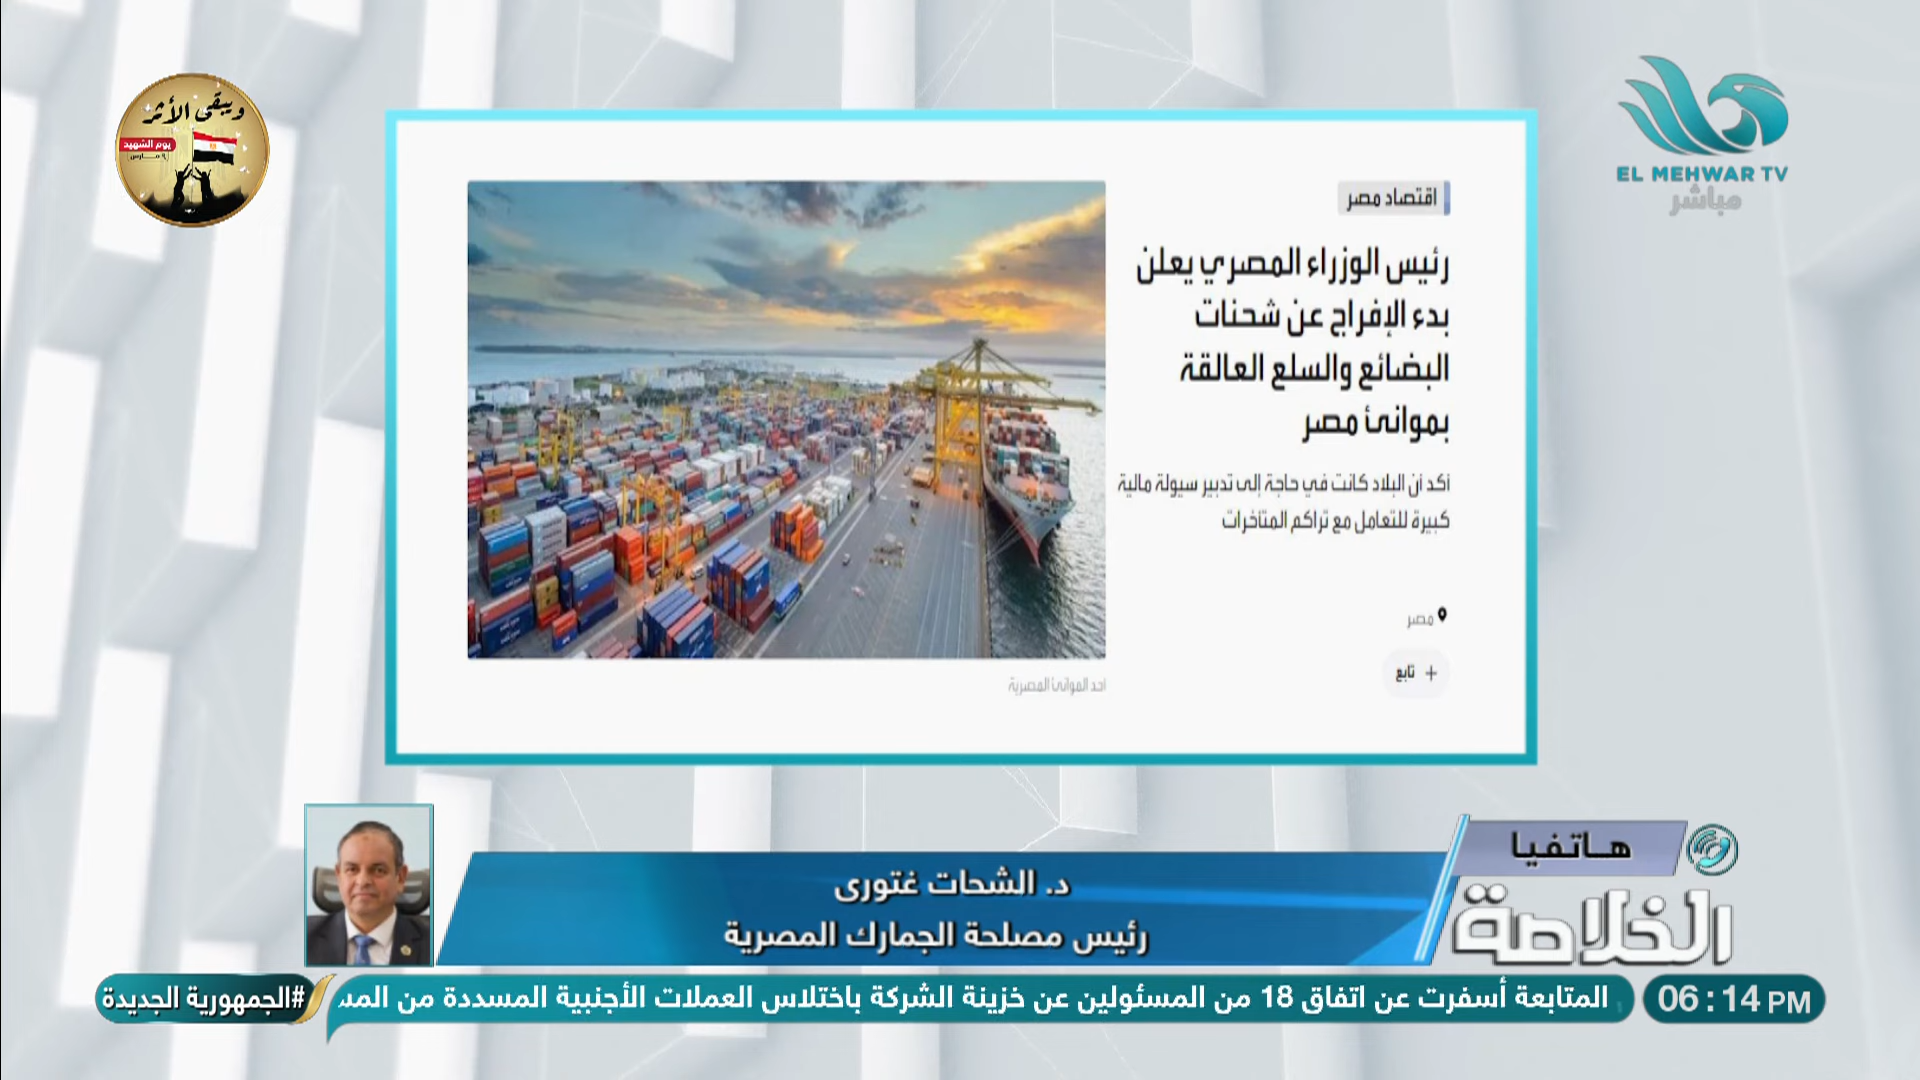 ويبقى الأثر
يوم الشهيد
٩ مارس
EL MEHWAR TV
مباشر
اقتصاد مصر
رئيس الوزراء المصري يعلن
بدء الإفراج عن شحنات
البضائع والسلع العالقة
بموانئ مصر
أكد أن البلاد كانت في حاجة إلى تدبير سيولة مالية
كبيرة للتعامل مع تراكم المتأخرات
مصر
+ تابع
أحد الموانئ المصرية
هاتفيا
الخلاصة
د. الشحات غتورى
رئيس مصلحة الجمارك المصرية
06:14 PM
المتابعة أسفرت عن اتفاق 18 من المسئولين عن خزينة الشركة باختلاس العملات الأجنبية المسددة من
#الجمهورية الجديدة